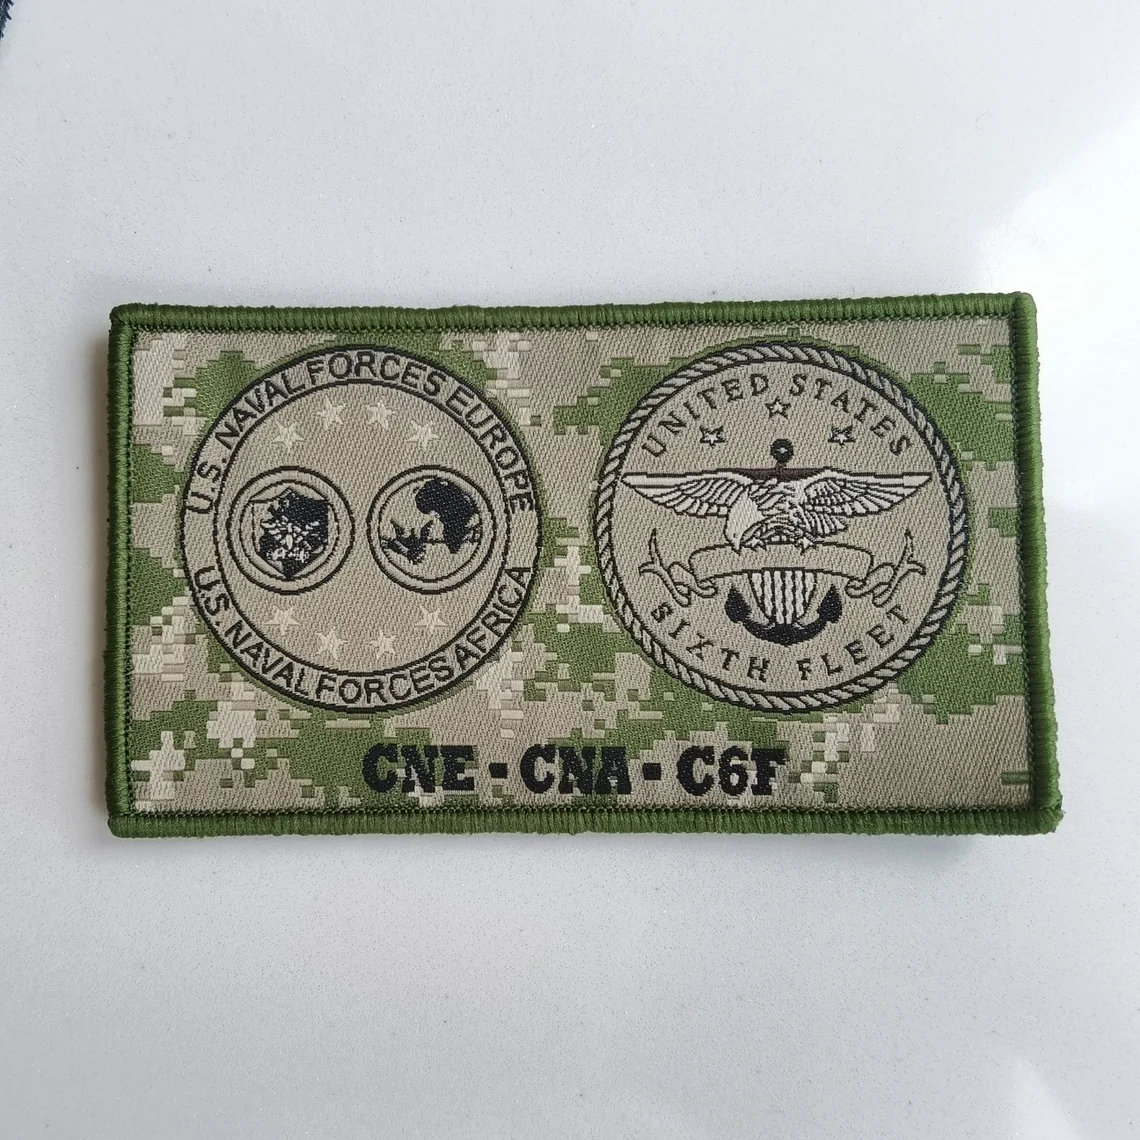 U.S. NAVAL FORCES EUROPE
U.S. NAVAL FORCES AFRICA
UNITED STATES
SIXTH FLEET
CNE · CNA · C6F